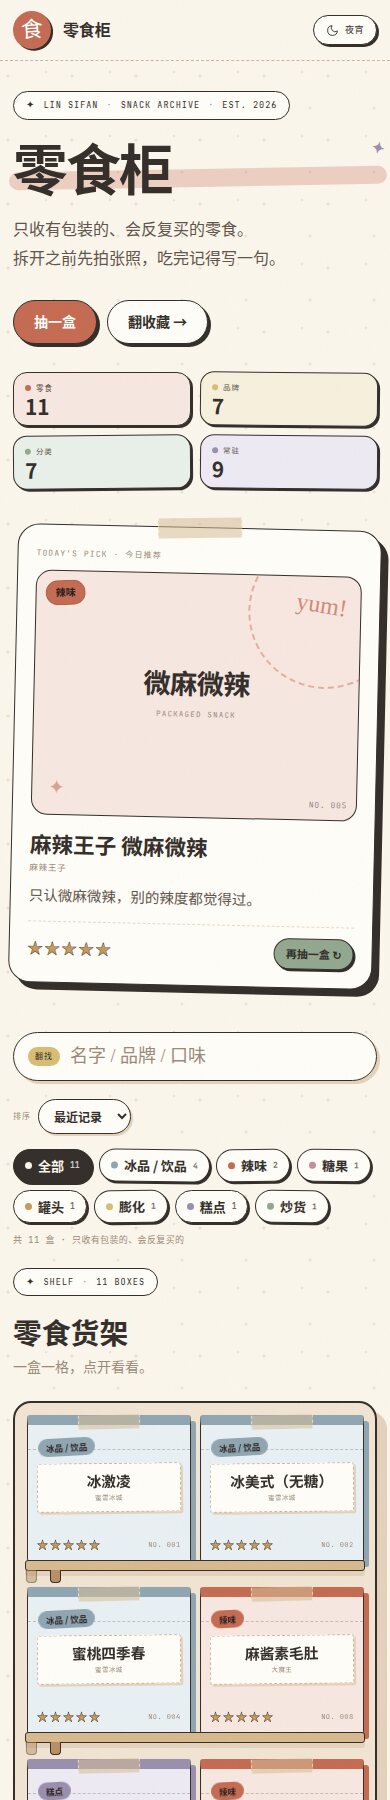 食 零食柜 夜宵
✦ LIN SIFAN · SNACK ARCHIVE · EST. 2026
零食柜
只收有包装的、会反复买的零食。
拆开之前先拍张照，吃完记得写一句。
抽一盒 翻收藏 →
零食 品牌
11 7
分类 常驻
7 9
TODAY'S PICK · 今日推荐
辣味 yum!
微麻微辣
PACKAGED SNACK
NO. 005
麻辣王子 微麻微辣
麻辣王子
只认微麻微辣，别的辣度都觉得过。
★★★★★ 再抽一盒 ↻
翻找 名字 / 品牌 / 口味
排序 最近记录
全部 11 冰品 / 饮品 4 辣味 2 糖果 1
罐头 1 膨化 1 糕点 1 炒货 1
共 11 盒 · 只收有包装的、会反复买的
✦ SHELF · 11 BOXES
零食货架
一盒一格，点开看看。
冰品 / 饮品 冰品 / 饮品
冰激凌 冰美式（无糖）
蜜雪冰城 蜜雪冰城
★★★★★ NO. 001 ★★★★★ NO. 002
冰品 / 饮品 辣味
蜜桃四季春 麻酱素毛肚
蜜雪冰城 大魔王
★★★★★ NO. 004 ★★★★★ NO. 008
糕点 辣味